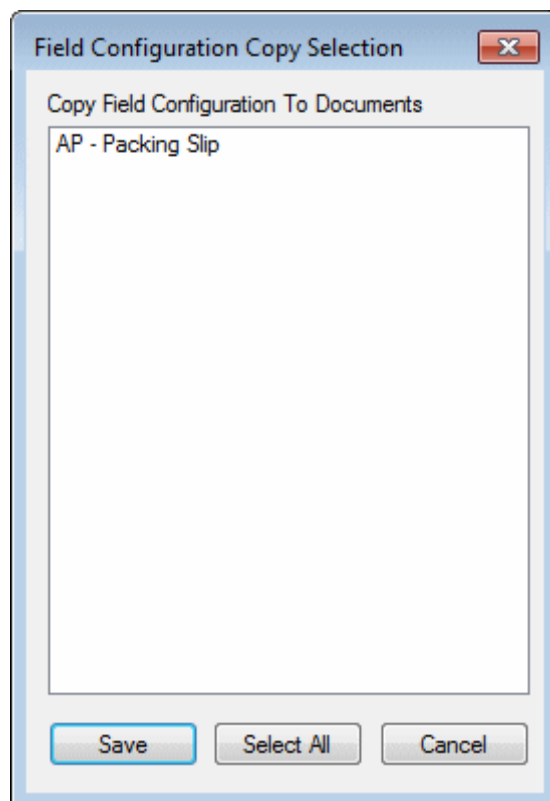 Field Configuration Copy Selection
Copy Field Configuration To Documents
AP - Packing Slip
Save Select All Cancel